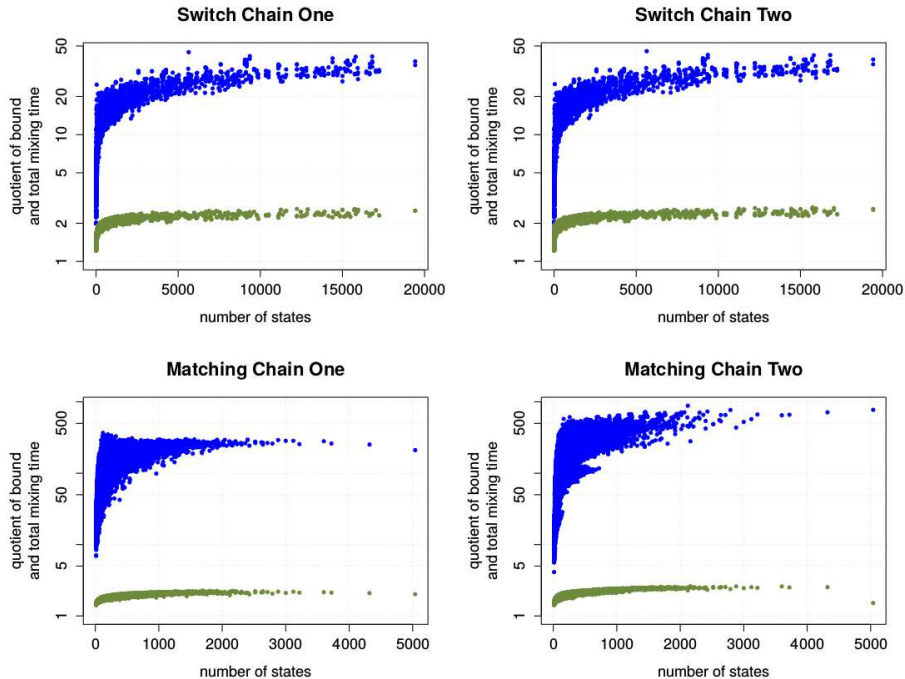 Switch Chain One
quotient of bound
and total mixing time
50
20
10
5
2
1
0 5000 10000 15000 20000
number of states
Switch Chain Two
quotient of bound
and total mixing time
50
20
10
5
2
1
0 5000 10000 15000 20000
number of states
Matching Chain One
quotient of bound
and total mixing time
500
50
5
1
0 1000 2000 3000 4000 5000
number of states
Matching Chain Two
quotient of bound
and total mixing time
500
50
5
1
0 1000 2000 3000 4000 5000
number of states